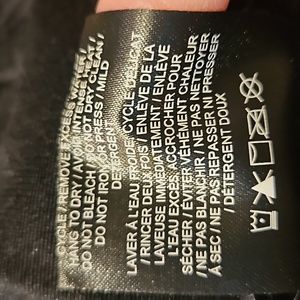 CYCLE/REMOVE EXCESS WATER/
HANG TO DRY/AVOID INTENSE HEAT/
DO NOT BLEACH/DO NOT DRY CLEAN/
DO NOT IRON OR PRESS/MILD
DETERGENT
LAVER À L'EAU FROIDE, CYCLE DÉLICAT
/RINCER DEUX FOIS/ENLEVÉ DE LA
LAVEUSE IMMÉDIATEMENT/ENLEVÉ
L'EAU EXCÈS, ACCROCHER POUR
SÉCHER/ÉVITER VÉHÉMENT CHALEUR
/NE PAS BLANCHIR/NE PAS NETTOYER
À SEC/NE PAS REPASSER NI PRESSER
/DÉTERGENT DOUX